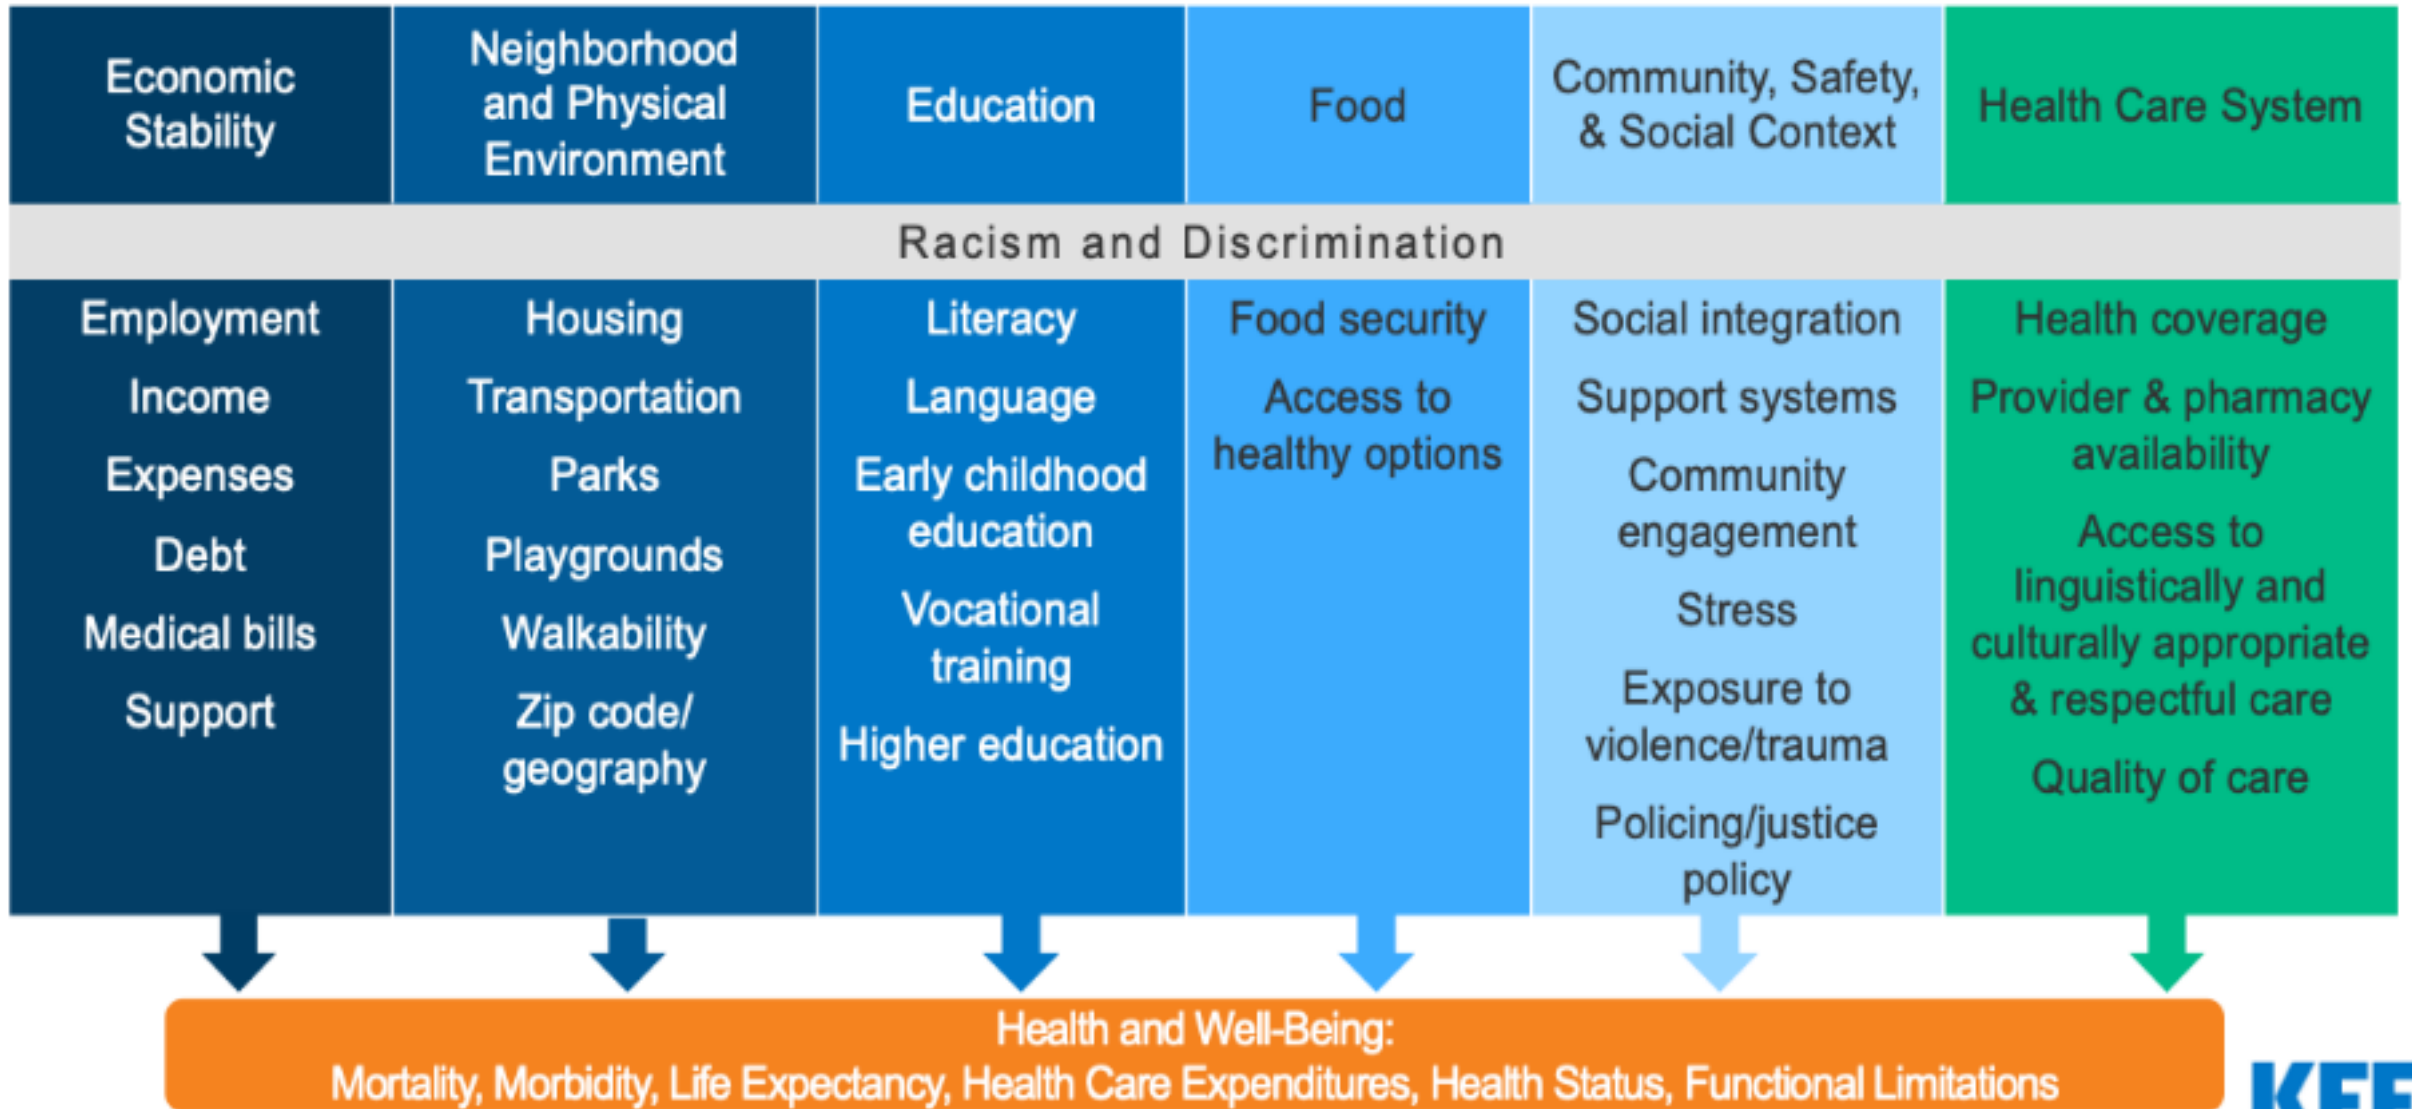 Economic
Stability
Neighborhood
and Physical
Environment
Education
Food
Community, Safety,
& Social Context
Health Care System
Racism and Discrimination
Employment
Income
Expenses
Debt
Medical bills
Support
Housing
Transportation
Parks
Playgrounds
Walkability
Zip code/
geography
Literacy
Language
Early childhood
education
Vocational
training
Higher education
Food security
Access to
healthy options
Social integration
Support systems
Community
engagement
Stress
Exposure to
violence/trauma
Policing/justice
policy
Health coverage
Provider & pharmacy
availability
Access to
linguistically and
culturally appropriate
& respectful care
Quality of care
Health and Well-Being:
Mortality, Morbidity, Life Expectancy, Health Care Expenditures, Health Status, Functional Limitations